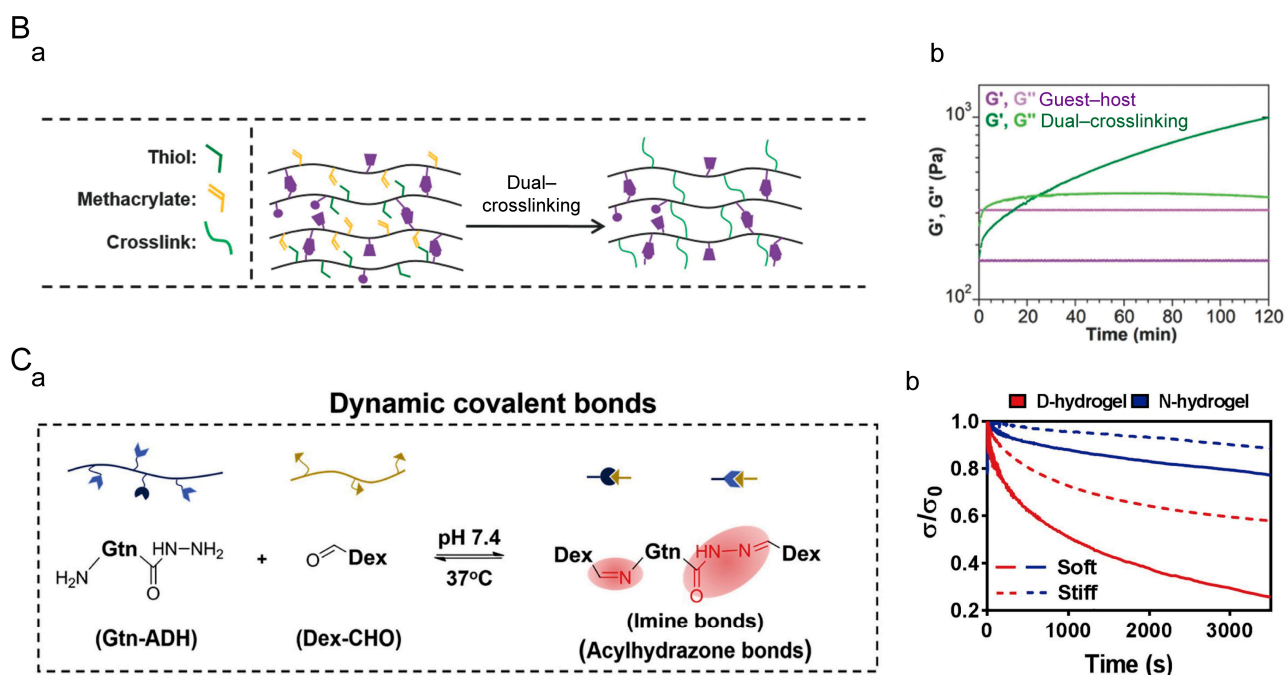 B
a
Thiol:
Methacrylate:
Crosslink:
Dual–
crosslinking
b
G', G'' Guest–host
G', G'' Dual–crosslinking
10³
10²
G', G'' (Pa)
0 20 40 60 80 100 120
Time (min)
C
a
Dynamic covalent bonds
Gtn
HN–NH₂
H₂N
O
(Gtn-ADH)
+
O
Dex
(Dex-CHO)
pH 7.4
37°C
Dex
N
Gtn
HN–N
O
Dex
(Imine bonds)
(Acylhydrazone bonds)
b
D-hydrogel N-hydrogel
1.0
0.8
0.6
0.4
0.2
σ/σ₀
Soft
Stiff
0 1000 2000 3000
Time (s)